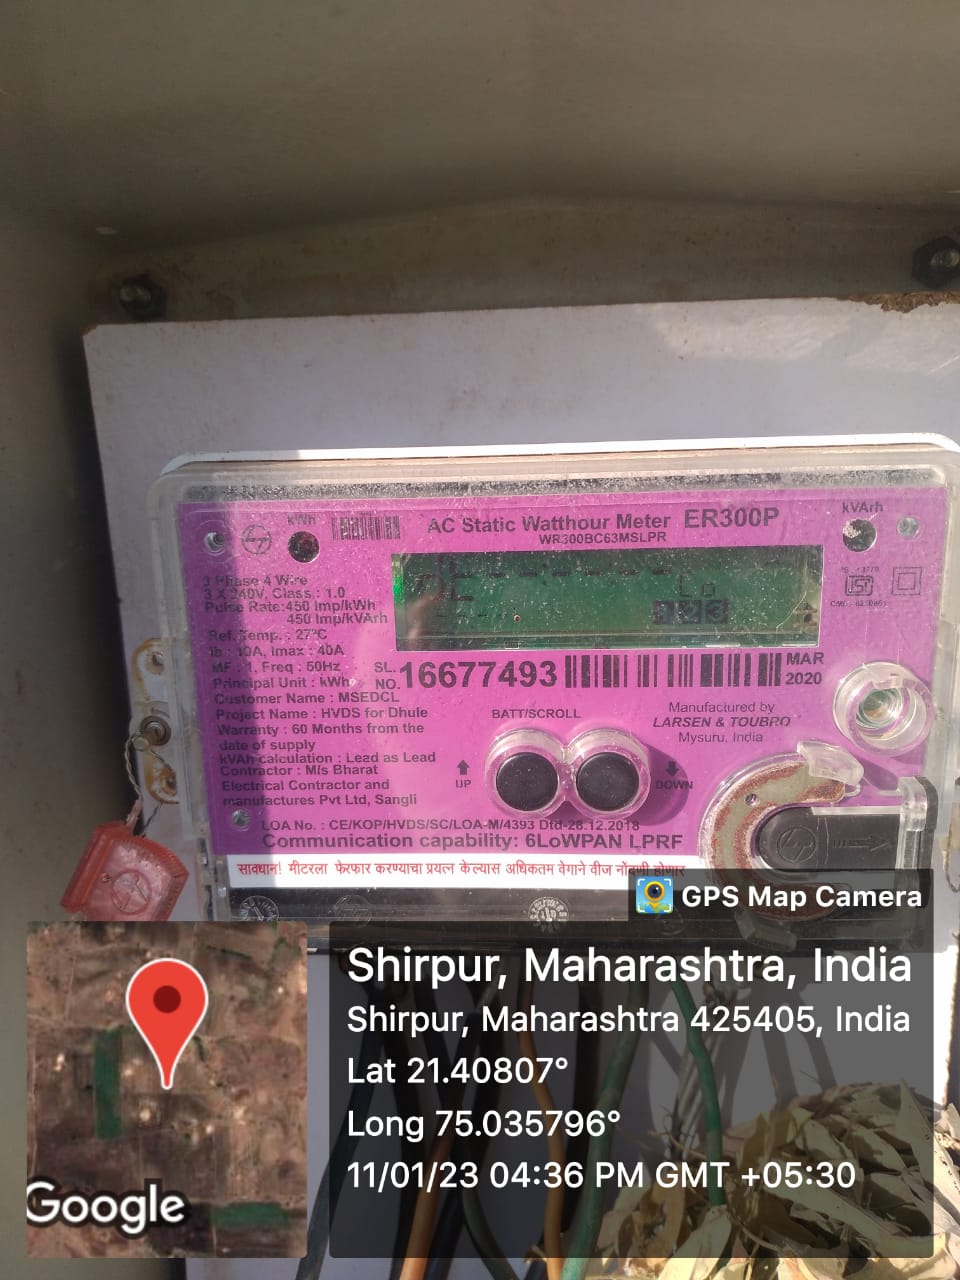 kWh
AC Static Watthour Meter ER300P
WR300BC63MSLPR
kVArh
3 Phase 4 Wire
3 X 240V, Class : 1.0
Pulse Rate:450 Imp/kWh
450 Imp/kVArh
Ref. Temp. : 27°C
Ib : 10A, Imax : 40A
MF : 1, Freq : 50Hz
Principal Unit : kWh
SL.
NO. 16677493
MAR
2020
Customer Name : MSEDCL
Project Name : HVDS for Dhule
Warranty : 60 Months from the
date of supply
kVAh calculation : Lead as Lead
Contractor : M/s Bharat
Electrical Contractor and
manufactures Pvt Ltd, Sangli
BATT/SCROLL
UP
DOWN
Manufactured by
LARSEN & TOUBRO
Mysuru, India
LOA No. : CE/KOP/HVDS/SC/LOA-M/4393 Dtd-28.12.2018
Communication capability: 6LoWPAN LPRF
सावधान! मीटरला फेरफार करण्याचा प्रयत्न केल्यास अधिकतम वेगाने वीज नोंदणी होणार
GPS Map Camera
Shirpur, Maharashtra, India
Shirpur, Maharashtra 425405, India
Lat 21.40807°
Long 75.035796°
11/01/23 04:36 PM GMT +05:30
Google